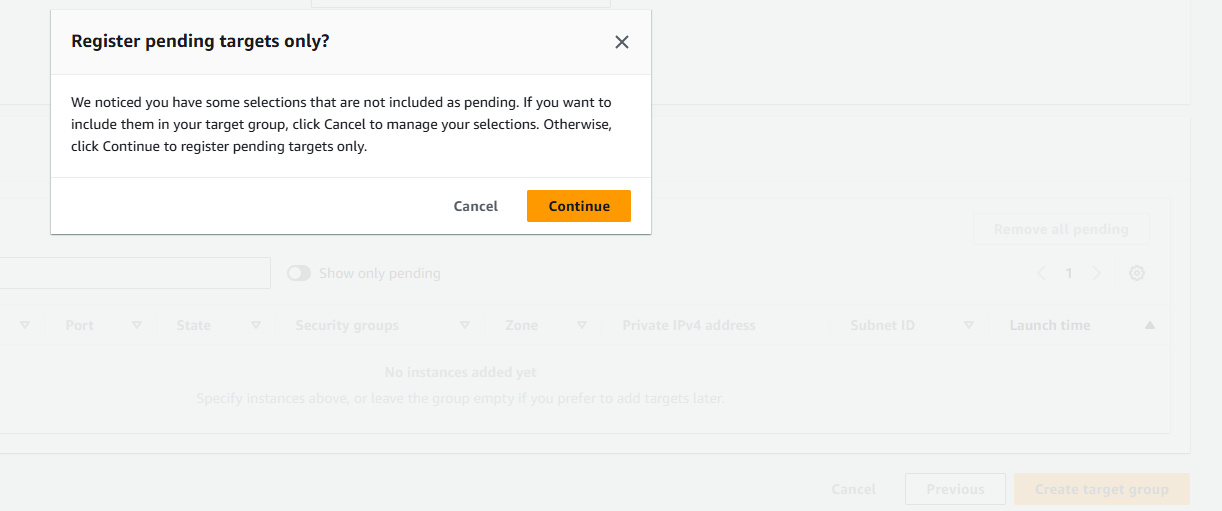 Register pending targets only?
We noticed you have some selections that are not included as pending. If you want to
include them in your target group, click Cancel to manage your selections. Otherwise,
click Continue to register pending targets only.
Cancel Continue
Remove all pending
Show only pending 1
Port State Security groups Zone Private IPv4 address Subnet ID Launch time
No instances added yet
Specify instances above, or leave the group empty if you prefer to add targets later.
Cancel Previous Create target group